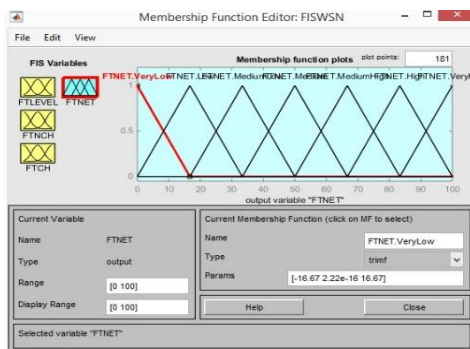 Membership Function Editor: FISWSN
File Edit View
FIS Variables
FTLEVEL
FTNET
FTNCH
FTCH
Membership function plots
plot points:
181
FTNET.VeryLow
1
0.5
0
0 10 20 30 40 50 60 70 80 90 100
output variable "FTNET"
Current Variable
Name FTNET
Type output
Range [0 100]
Display Range [0 100]
Current Membership Function (click on MF to select)
Name FTNET.VeryLow
Type trimf
Params [-16.67 2.22e-16 16.67]
Help Close
Selected variable "FTNET"